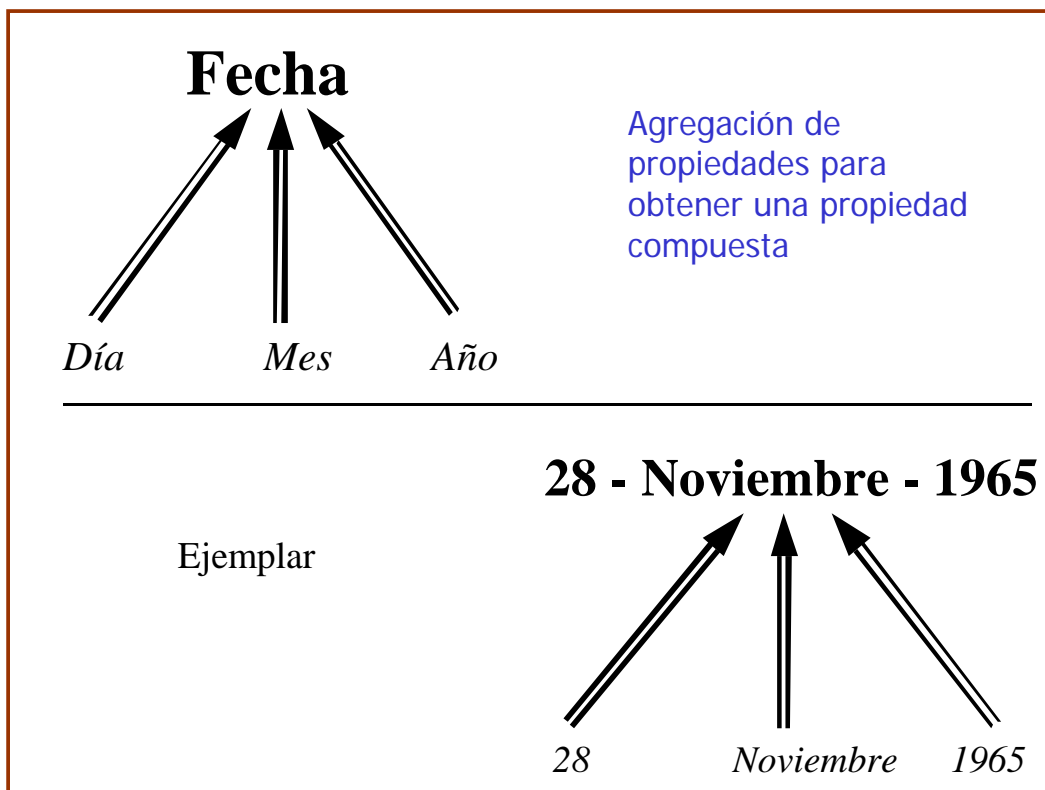 Fecha
Agregación de
propiedades para
obtener una propiedad
compuesta
Día Mes Año
28 - Noviembre - 1965
Ejemplar
28 Noviembre 1965